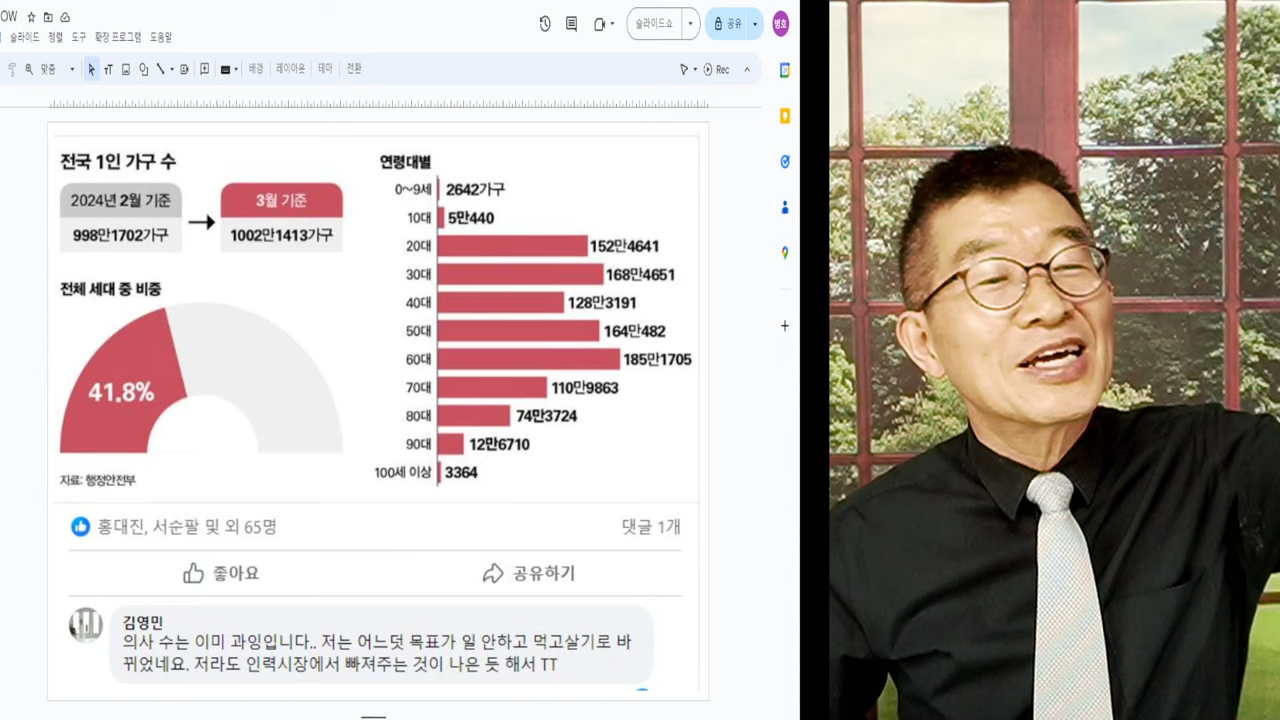 OW
슬라이드 정렬 도구 확장 프로그램 도움말
슬라이드쇼
공유
병호
맞춤
배경 레이아웃 테마 전환
Rec
전국 1인 가구 수
2024년 2월 기준
998만1702가구
3월 기준
1002만1413가구
전체 세대 중 비중
41.8%
자료: 행정안전부
연령대별
0~9세 2642가구
10대 5만440
20대 152만4641
30대 168만4651
40대 128만3191
50대 164만482
60대 185만1705
70대 110만9863
80대 74만3724
90대 12만6710
100세 이상 3364
홍대진, 서순팔 및 외 65명
댓글 1개
좋아요
공유하기
김영민
의사 수는 이미 과잉입니다.. 저는 어느덧 목표가 일 안하고 먹고살기로 바
뀌었네요. 저라도 인력시장에서 빠져주는 것이 나은 듯 해서 TT